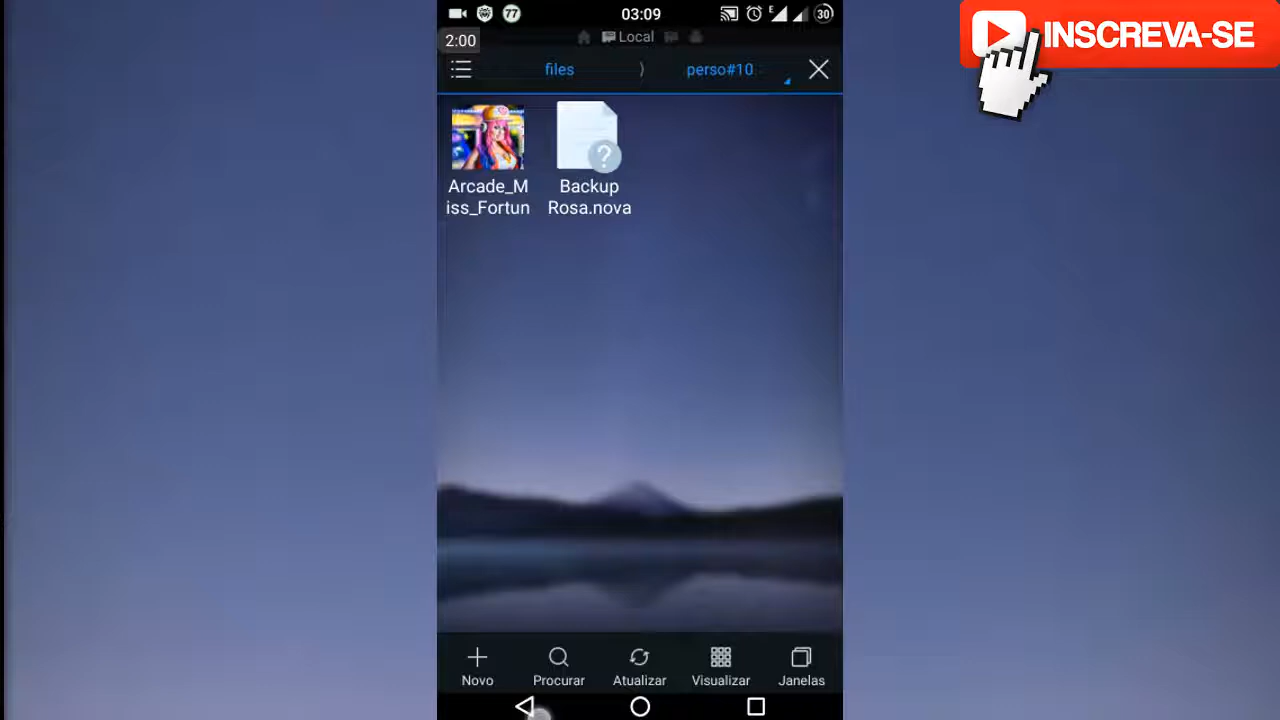 77
03:09
E
30
2:00
Local
files
perso#10
Arcade_M
iss_Fortun
Backup
Rosa.nova
Novo
Procurar
Atualizar
Visualizar
Janelas
INSCREVA-SE